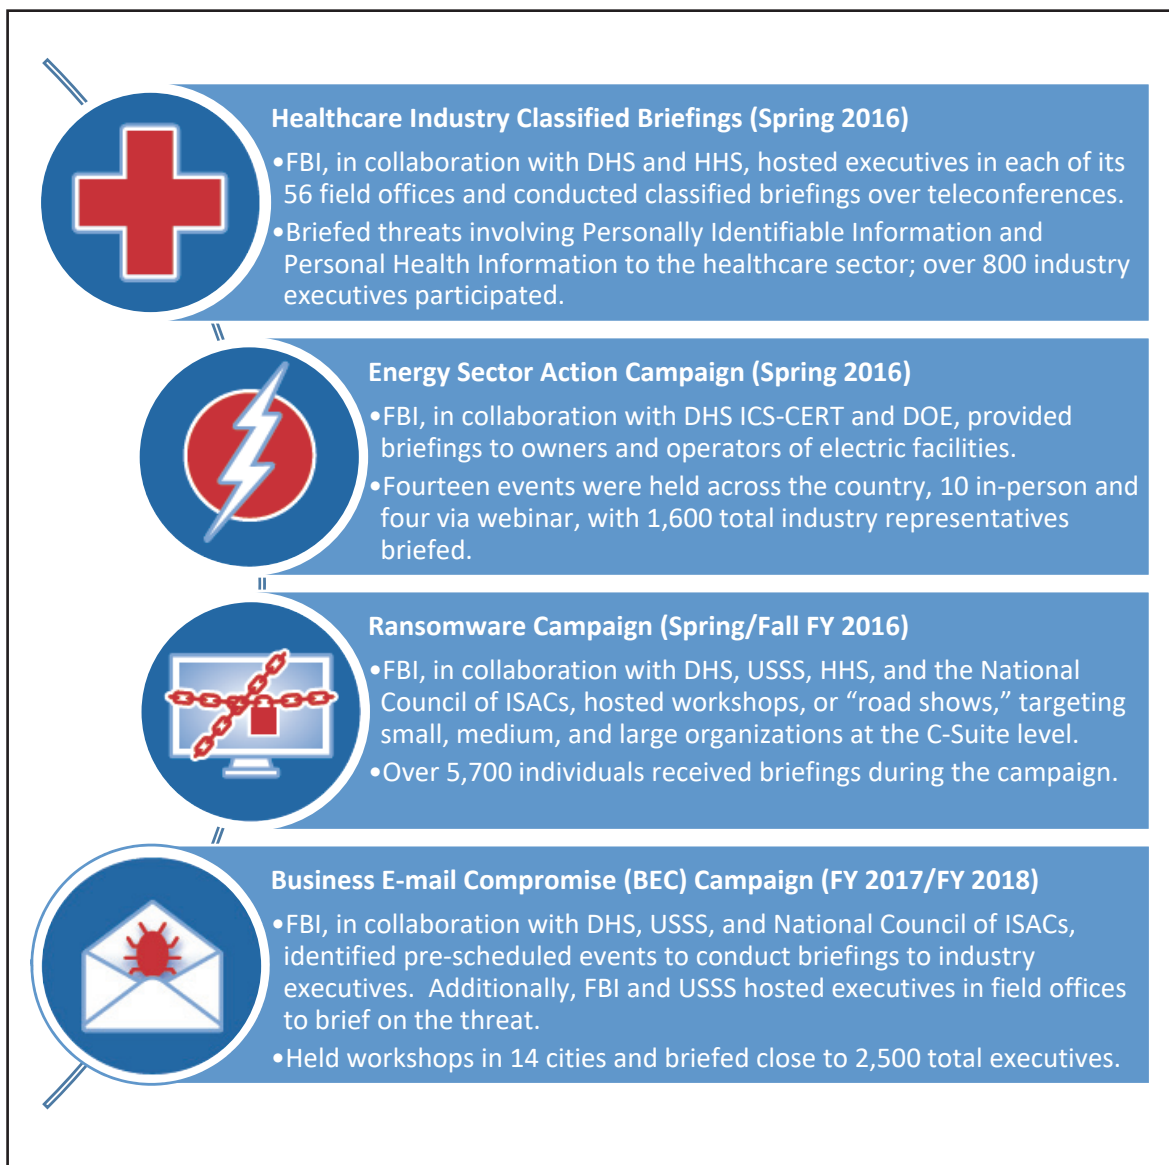 Healthcare Industry Classified Briefings (Spring 2016)
•FBI, in collaboration with DHS and HHS, hosted executives in each of its
56 field offices and conducted classified briefings over teleconferences.
•Briefed threats involving Personally Identifiable Information and
Personal Health Information to the healthcare sector; over 800 industry
executives participated.
Energy Sector Action Campaign (Spring 2016)
•FBI, in collaboration with DHS ICS-CERT and DOE, provided
briefings to owners and operators of electric facilities.
•Fourteen events were held across the country, 10 in-person and
four via webinar, with 1,600 total industry representatives
briefed.
Ransomware Campaign (Spring/Fall FY 2016)
•FBI, in collaboration with DHS, USSS, HHS, and the National
Council of ISACs, hosted workshops, or “road shows,” targeting
small, medium, and large organizations at the C-Suite level.
•Over 5,700 individuals received briefings during the campaign.
Business E-mail Compromise (BEC) Campaign (FY 2017/FY 2018)
•FBI, in collaboration with DHS, USSS, and National Council of ISACs,
identified pre-scheduled events to conduct briefings to industry
executives.  Additionally, FBI and USSS hosted executives in field offices
to brief on the threat.
•Held workshops in 14 cities and briefed close to 2,500 total executives.